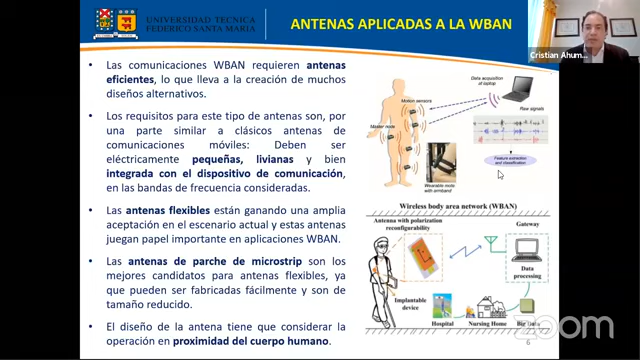 UNIVERSIDAD TECNICA
FEDERICO SANTA MARIA
ANTENAS APLICADAS A LA WBAN
Cristian Ahum...
• Las comunicaciones WBAN requieren antenas
eficientes, lo que lleva a la creación de muchos
diseños alternativos.
• Los requisitos para este tipo de antenas son, por
una parte similar a clásicos antenas de
comunicaciones móviles: Deben ser
eléctricamente pequeñas, livianas y bien
integrada con el dispositivo de comunicación,
en las bandas de frecuencia consideradas.
• Las antenas flexibles están ganando una amplia
aceptación en el escenario actual y estas antenas
juegan papel importante en aplicaciones WBAN.
• Las antenas de parche de microstrip son los
mejores candidatos para antenas flexibles, ya
que pueden ser fabricadas fácilmente y son de
tamaño reducido.
• El diseño de la antena tiene que considerar la
operación en proximidad del cuerpo humano.
Data acquisition
of laptop
Motion sensors
Raw signals
Master node
Feature extraction
and classification
Wearable mote
with armband
Wireless body area network (WBAN)
Antenna with polarization
reconfigurability
Gateway
Data
processing
Implantable
device
Hospital
Nursing Home
Big Data
6
zoom